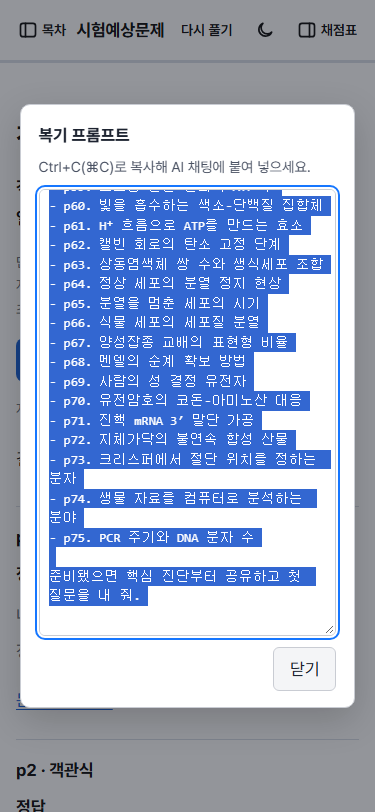 목차 시험예상문제 다시 풀기 채점표
복기 프롬프트
Ctrl+C(⌘C)로 복사해 AI 채팅에 붙여 넣으세요.
- p60. 빛을 흡수하는 색소-단백질 집합체
- p61. H⁺ 흐름으로 ATP를 만드는 효소
- p62. 캘빈 회로의 탄소 고정 단계
- p63. 상동염색체 쌍 수와 생식세포 조합
- p64. 정상 세포의 분열 정지 현상
- p65. 분열을 멈춘 세포의 시기
- p66. 식물 세포의 세포질 분열
- p67. 양성잡종 교배의 표현형 비율
- p68. 멘델의 순계 확보 방법
- p69. 사람의 성 결정 유전자
- p70. 유전암호의 코돈-아미노산 대응
- p71. 진핵 mRNA 3’ 말단 가공
- p72. 지체가닥의 불연속 합성 산물
- p73. 크리스퍼에서 절단 위치를 정하는
분자
- p74. 생물 자료를 컴퓨터로 분석하는
분야
- p75. PCR 주기와 DNA 분자 수
준비됐으면 핵심 진단부터 공유하고 첫
질문을 내 줘.
닫기
p2 · 객관식
정답